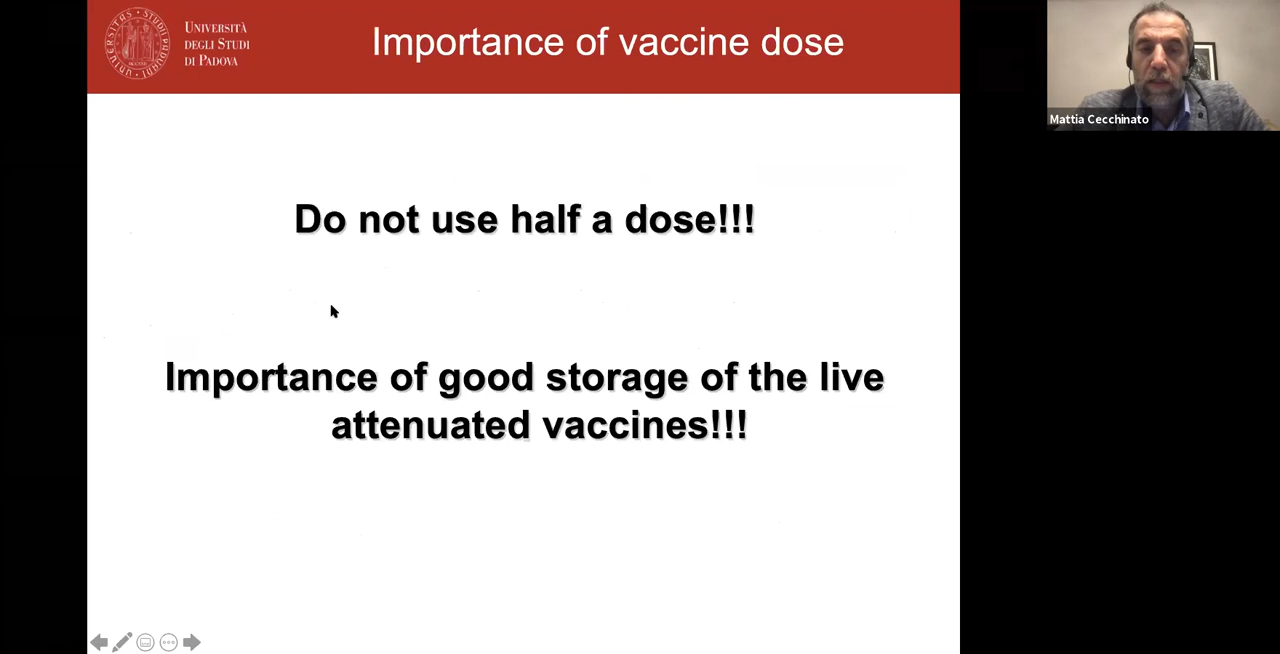 UNIVERSITÀ
DEGLI STUDI
DI PADOVA
Importance of vaccine dose
Mattia Cecchinato
Do not use half a dose!!!
Importance of good storage of the live
attenuated vaccines!!!